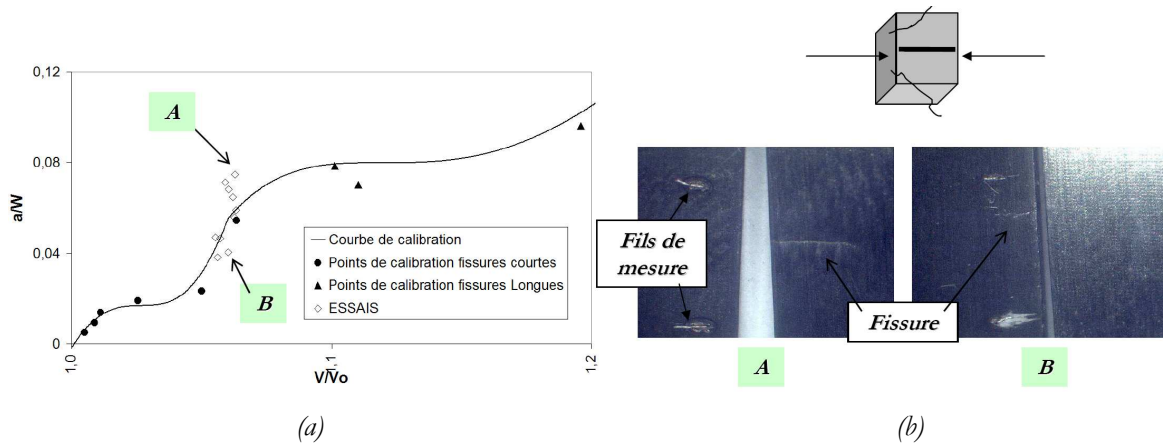 0,12
0,08
0,04
0
a/W
1,0
1,1
1,2
V/Vo
A
B
Courbe de calibration
Points de calibration fissures courtes
Points de calibration fissures Longues
ESSAIS
(a)
Fils de
mesure
Fissure
A
B
(b)